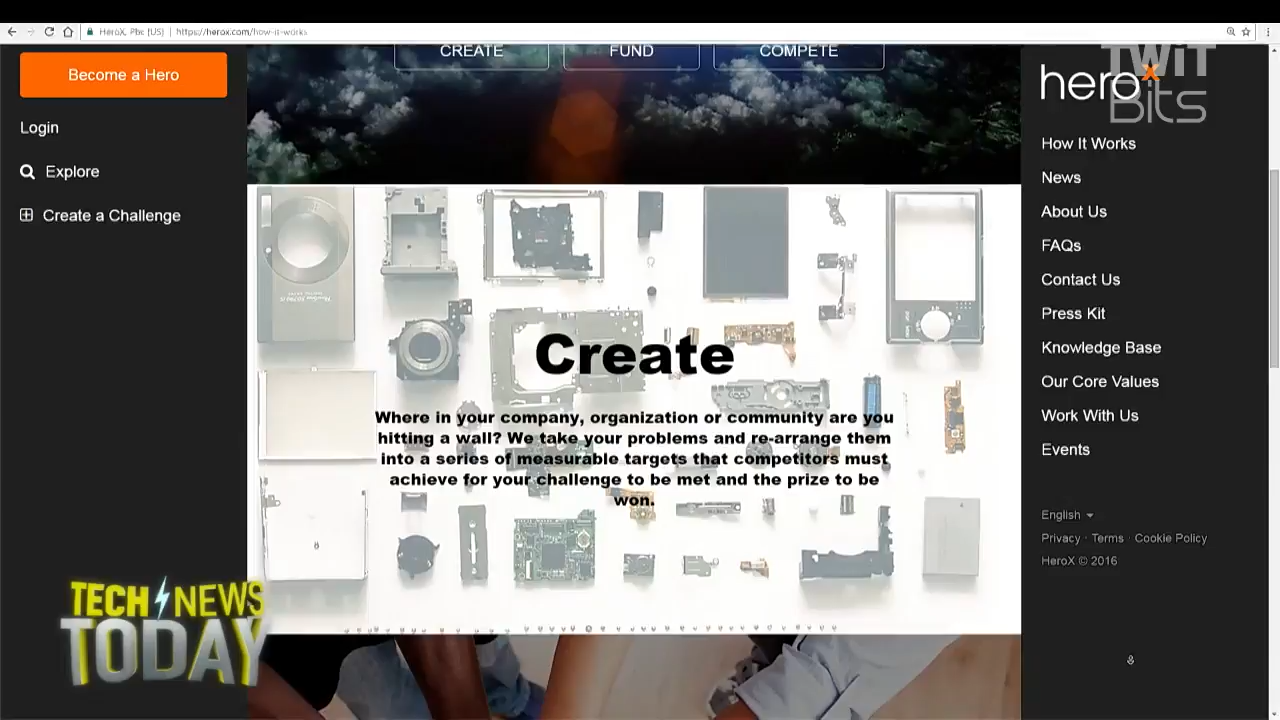 HeroX, PBC [US] | https://herox.com/how-it-works
CREATE
FUND
COMPETE
Become a Hero
Login
Explore
Create a Challenge
Create
Where in your company, organization or community are you
hitting a wall? We take your problems and re-arrange them
into a series of measurable targets that competitors must
achieve for your challenge to be met and the prize to be
won.
herox
TWiT
Bits
How It Works
News
About Us
FAQs
Contact Us
Press Kit
Knowledge Base
Our Core Values
Work With Us
Events
English
Privacy · Terms · Cookie Policy
HeroX © 2016
TECH NEWS
TODAY